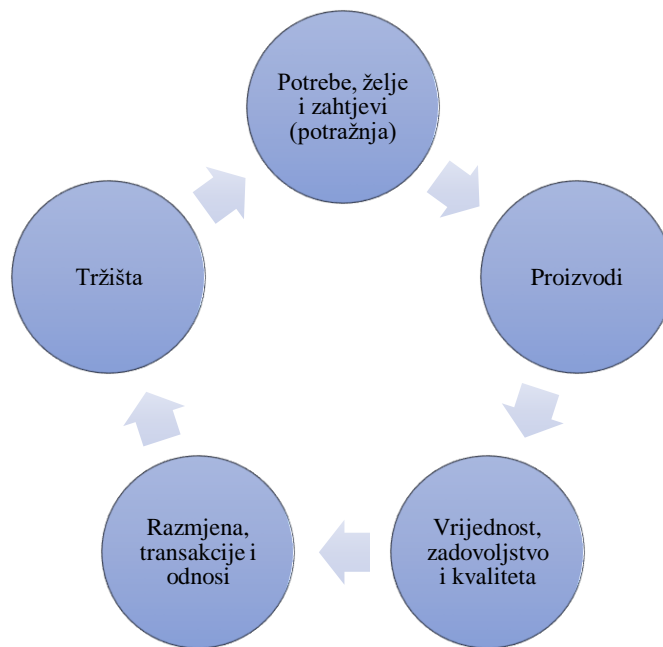 Potrebe, želje
i zahtjevi
(potražnja)
Proizvodi
Vrijednost,
zadovoljstvo
i kvaliteta
Razmjena,
transakcije i
odnosi
Tržišta